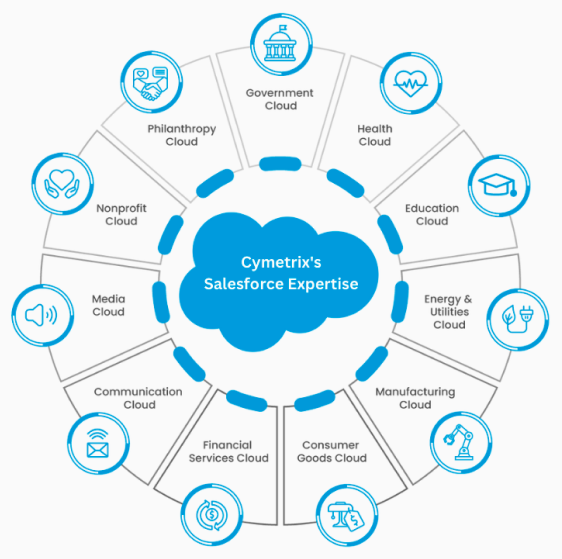 Government
Cloud
Health
Cloud
Education
Cloud
Energy &
Utilities
Cloud
Manufacturing
Cloud
Consumer
Goods Cloud
Financial
Services Cloud
Communication
Cloud
Media
Cloud
Nonprofit
Cloud
Philanthropy
Cloud
Cymetrix's
Salesforce Expertise